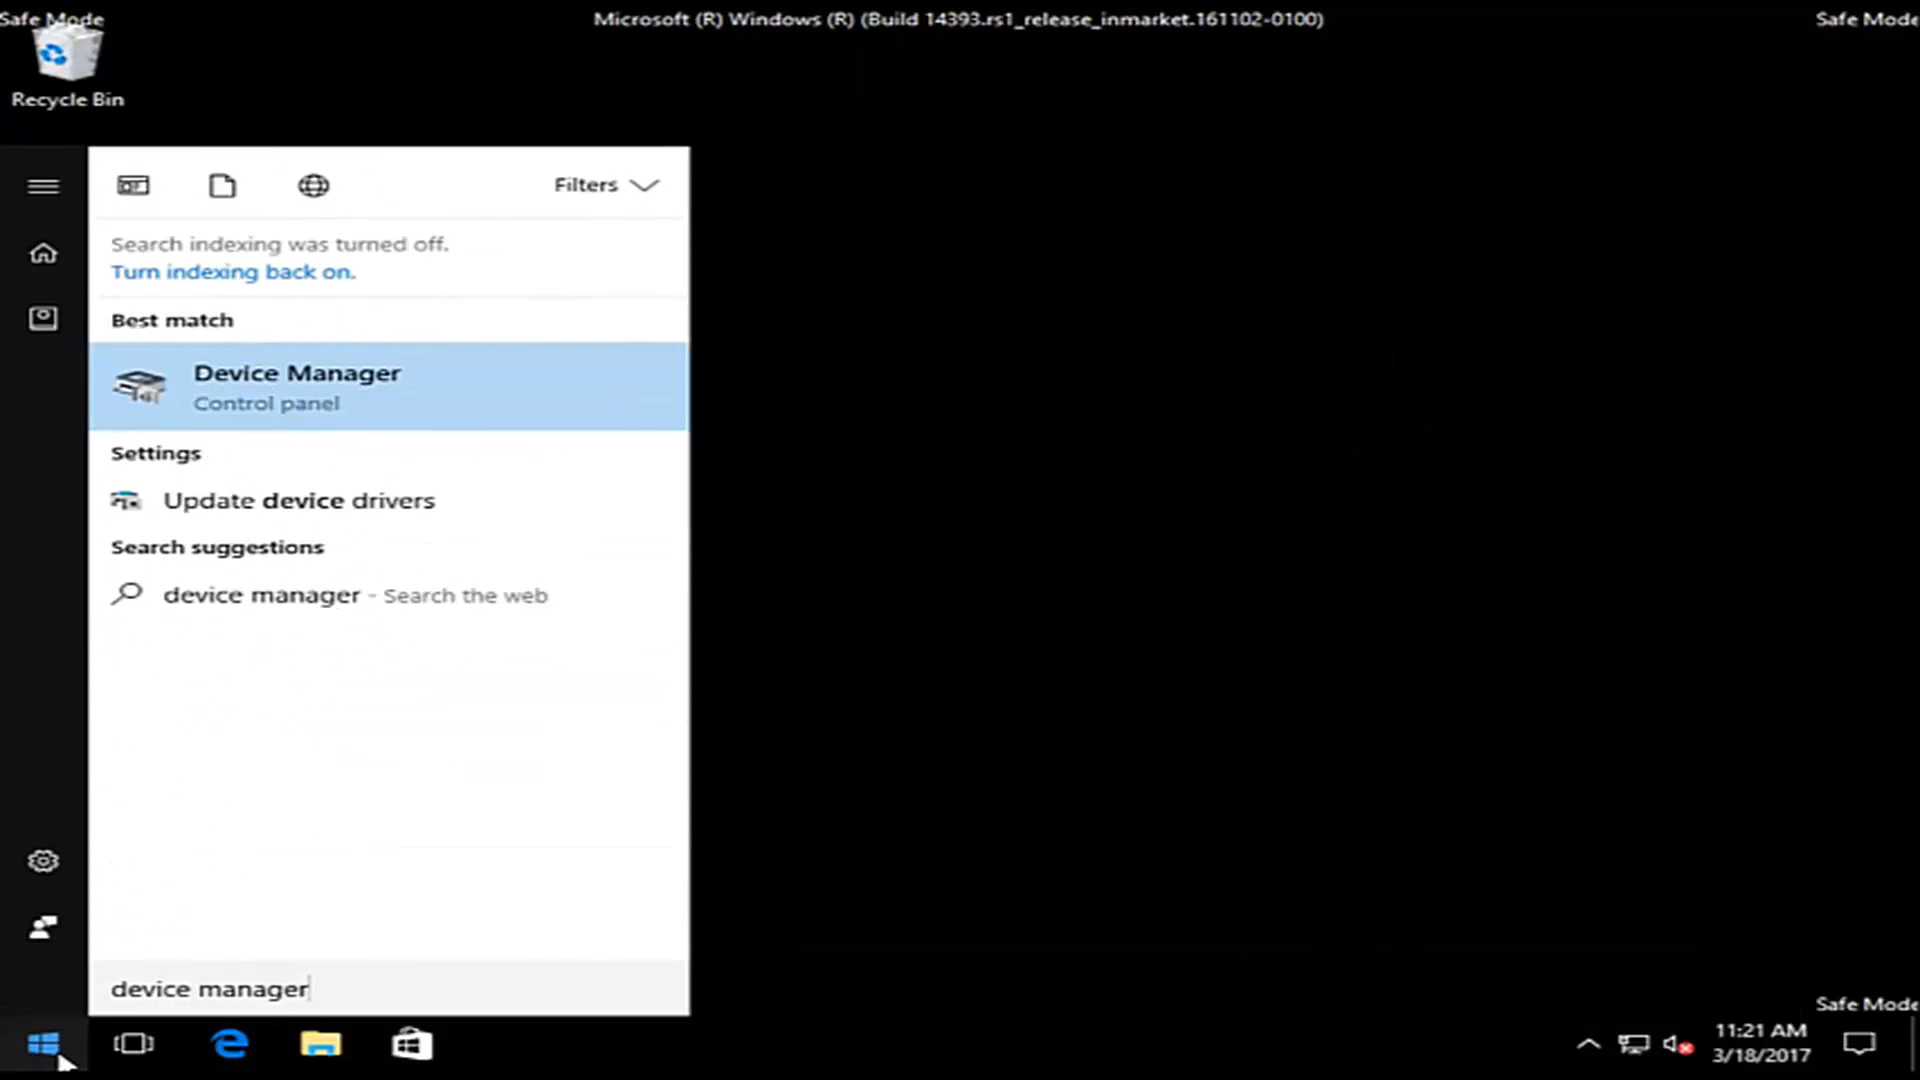 Safe Mode
Microsoft (R) Windows (R) (Build 14393.rs1_release_inmarket.161102-0100)
Safe Mode
Recycle Bin
Filters
Search indexing was turned off.
Turn indexing back on.
Best match
Device Manager
Control panel
Settings
Update device drivers
Search suggestions
device manager - Search the web
device manager
Safe Mode
11:21 AM
3/18/2017